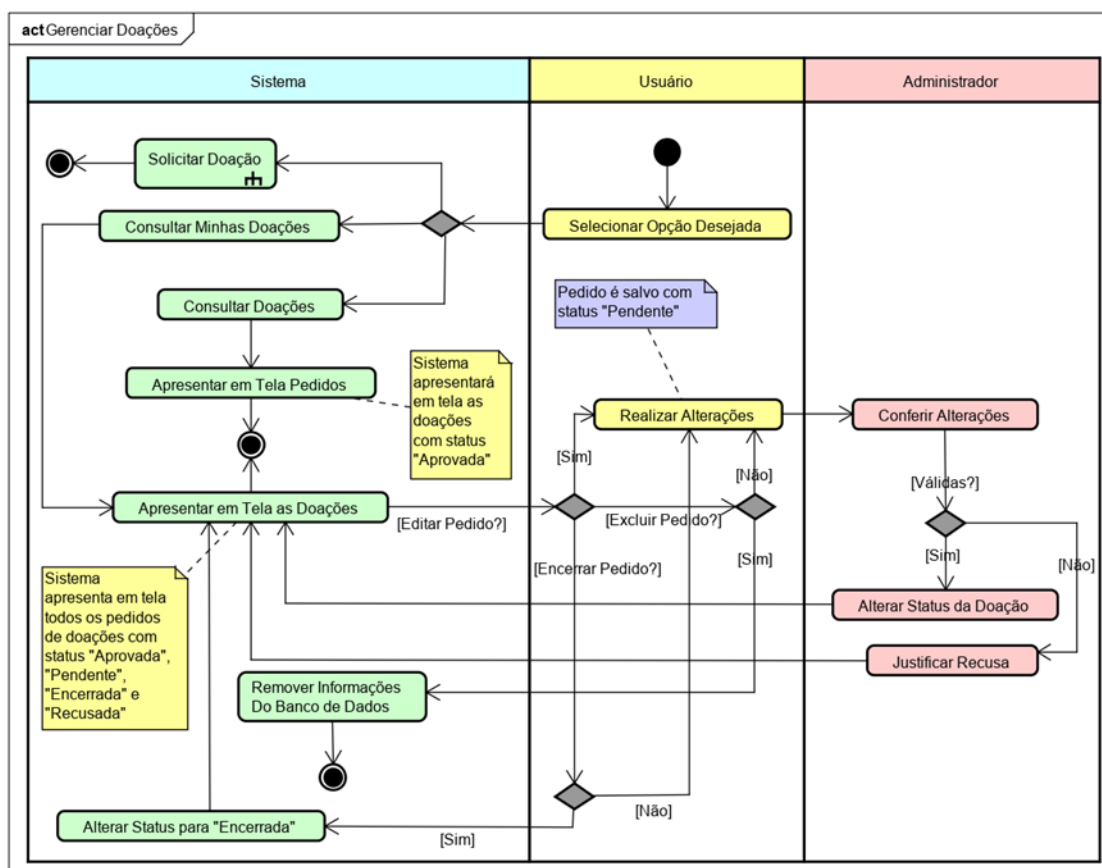 act Gerenciar Doações
Sistema
Usuário
Administrador
Solicitar Doação
Consultar Minhas Doações
Selecionar Opção Desejada
Consultar Doações
Pedido é salvo com
status "Pendente"
Apresentar em Tela Pedidos
Sistema
apresentará
em tela as
doações
com status
"Aprovada"
Realizar Alterações
Conferir Alterações
[Sim]
[Não]
[Válidas?]
Apresentar em Tela as Doações
[Editar Pedido?]
[Excluir Pedido?]
[Encerrar Pedido?]
[Sim]
[Sim]
[Não]
Sistema
apresenta em tela
todos os pedidos
de doações com
status "Aprovada",
"Pendente",
"Encerrada" e
"Recusada"
Alterar Status da Doação
Justificar Recusa
Remover Informações
Do Banco de Dados
[Não]
Alterar Status para "Encerrada"
[Sim]